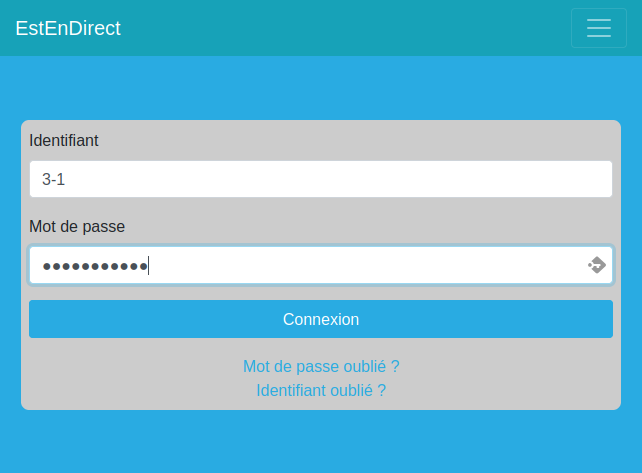 EstEnDirect
Identifiant
3-1
Mot de passe
●●●●●●●●●●●
Connexion
Mot de passe oublié ?
Identifiant oublié ?